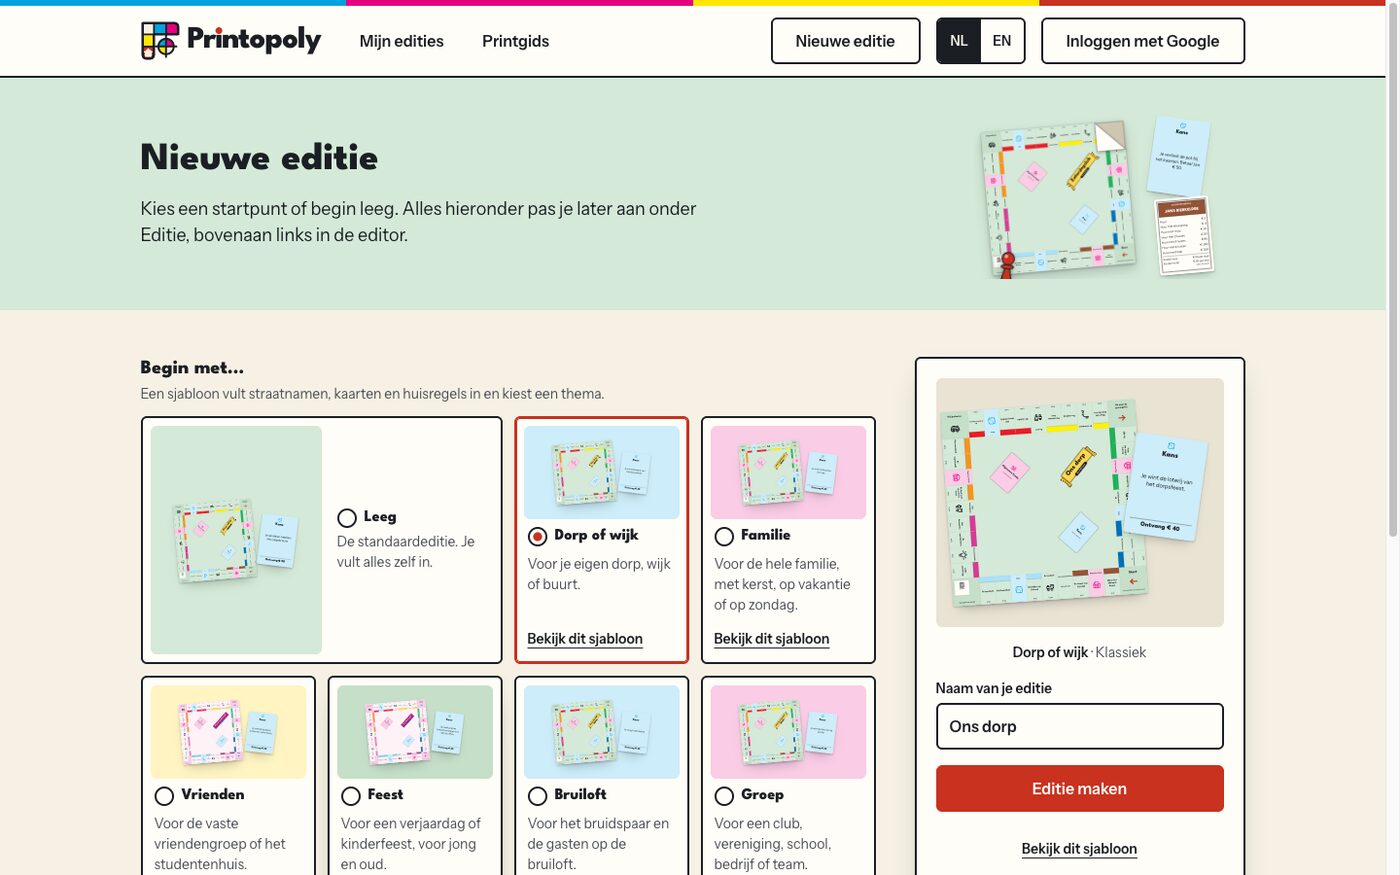 Printopoly
Mijn edities
Printgids
Nieuwe editie
NL
EN
Inloggen met Google
Nieuwe editie
Kies een startpunt of begin leeg. Alles hieronder pas je later aan onder
Editie, bovenaan links in de editor.
Kans
Begin met...
Een sjabloon vult straatnamen, kaarten en huisregels in en kiest een thema.
Leeg
De standaardeditie. Je
vult alles zelf in.
Dorp of wijk
Voor je eigen dorp, wijk
of buurt.
Bekijk dit sjabloon
Familie
Voor de hele familie,
met kerst, op vakantie
of op zondag.
Bekijk dit sjabloon
Vrienden
Voor de vaste
vriendengroep of het
studentenhuis.
Feest
Voor een verjaardag of
kinderfeest, voor jong
en oud.
Bruiloft
Voor het bruidspaar en
de gasten op de
bruiloft.
Groep
Voor een club,
vereniging, school,
bedrijf of team.
Ons dorp
Kans
Je wint de loterij van
het dorpsfeest.
Ontvang € 40
Dorp of wijk · Klassiek
Naam van je editie
Ons dorp
Editie maken
Bekijk dit sjabloon